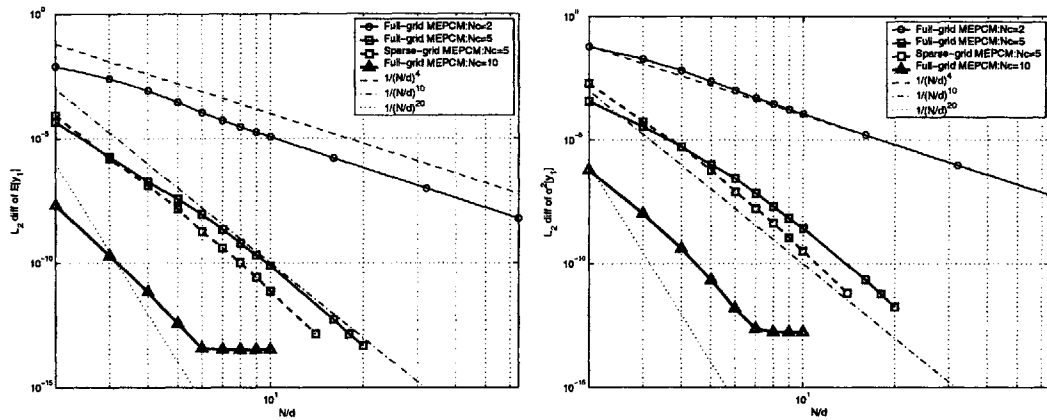 10^0
10^-5
10^-10
10^-15
L2 diff of E[y1]
10^1
N/d
Full-grid MEPCM:Nc=2
Full-grid MEPCM:Nc=5
Sparse-grid MEPCM:Nc=5
Full-grid MEPCM:Nc=10
1/(N/d)^4
1/(N/d)^10
1/(N/d)^20
10^0
10^-5
10^-10
10^-15
L2 diff of σ^2[y1]
10^1
N/d
Full-grid MEPCM:Nc=2
Full-grid MEPCM:Nc=5
Sparse-grid MEPCM:Nc=5
Full-grid MEPCM:Nc=10
1/(N/d)^4
1/(N/d)^10
1/(N/d)^20